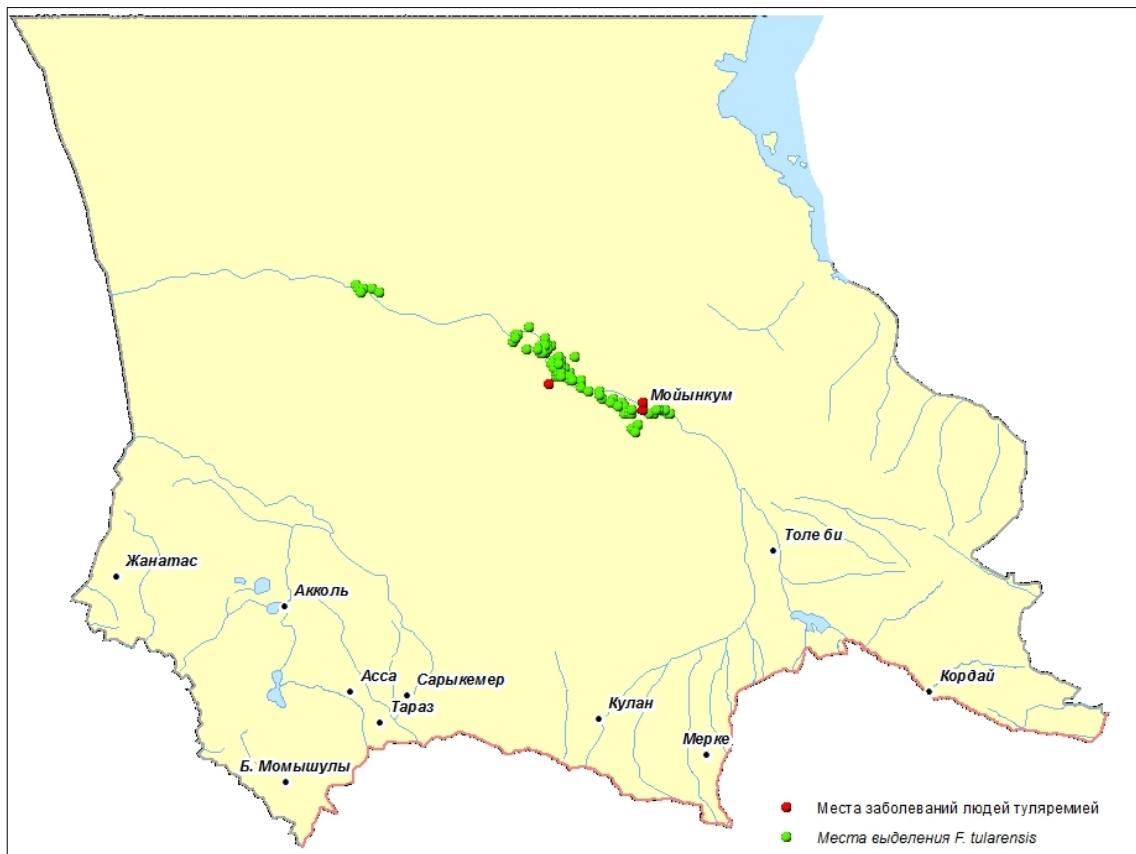 Мойынкум
Толе би
Жанатас
Акколь
Асса
Сарыкемер
Тараз
Кордай
Кулан
Мерке
Б. Момышулы
Места заболеваний людей туляремией
Места выделения F. tularensis